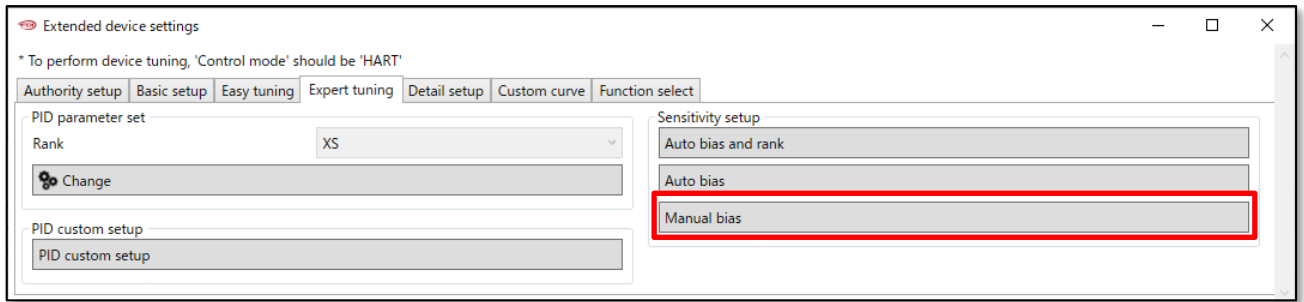 Extended device settings
* To perform device tuning, 'Control mode' should be 'HART'
Authority setup Basic setup Easy tuning Expert tuning Detail setup Custom curve Function select
PID parameter set
Rank XS
Change
PID custom setup
PID custom setup
Sensitivity setup
Auto bias and rank
Auto bias
Manual bias